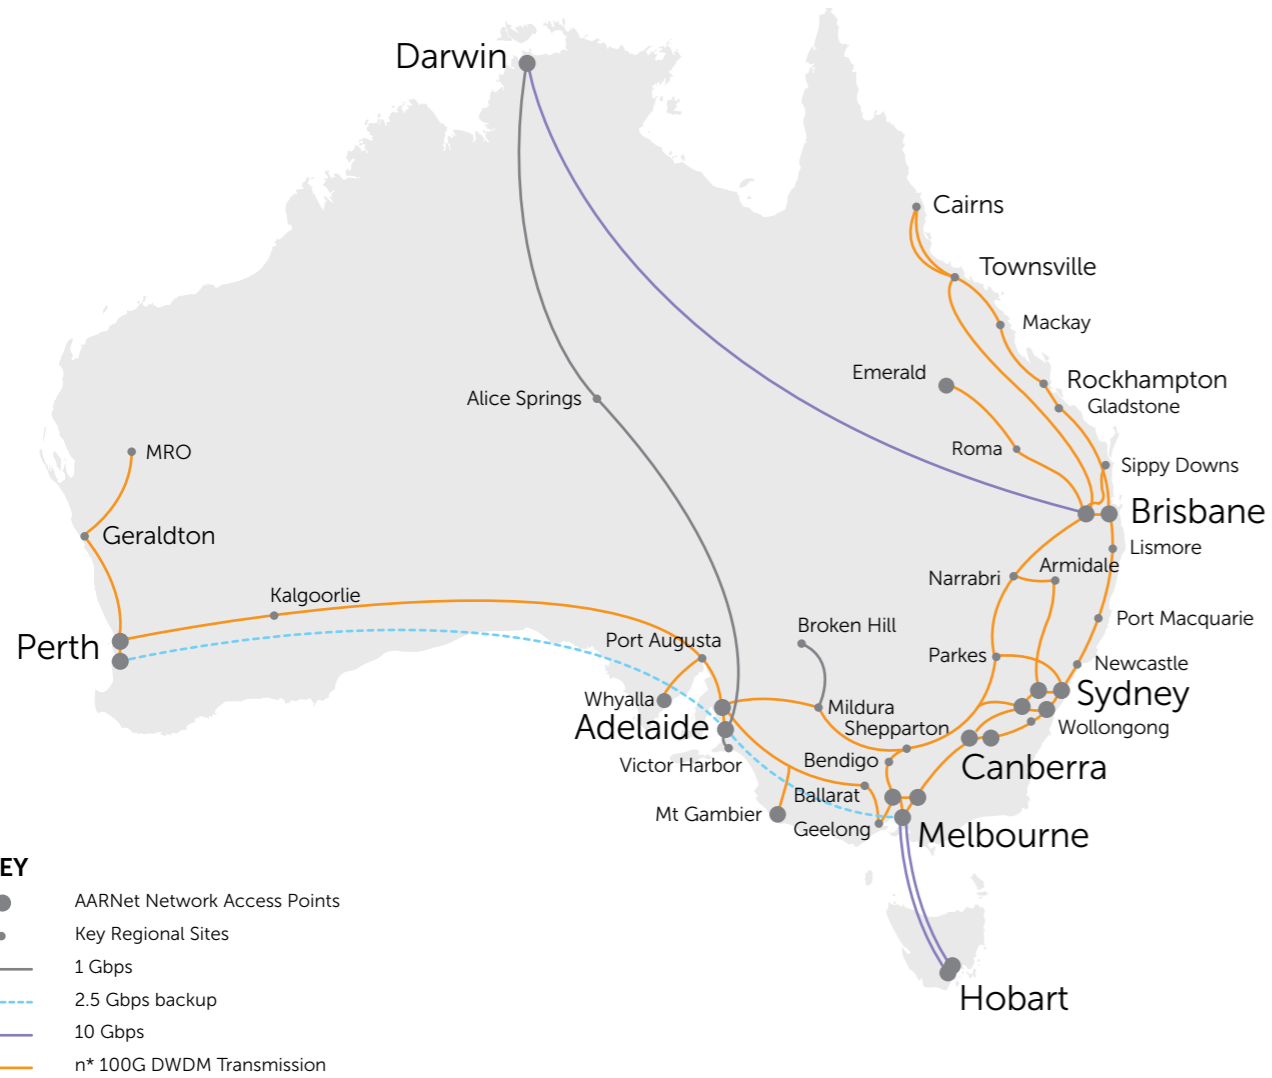 Darwin
Cairns
Townsville
Mackay
Emerald
Rockhampton
Alice Springs
Gladstone
Roma
MRO
Sippy Downs
Brisbane
Geraldton
Lismore
Armidale
Narrabri
Kalgoorlie
Port Macquarie
Broken Hill
Perth
Port Augusta
Parkes
Newcastle
Whyalla
Sydney
Mildura
Adelaide
Shepparton
Wollongong
Victor Harbor
Bendigo
Canberra
Ballarat
Mt Gambier
Geelong
Melbourne
EY
AARNet Network Access Points
Key Regional Sites
1 Gbps
2.5 Gbps backup
10 Gbps
n* 100G DWDM Transmission
Hobart